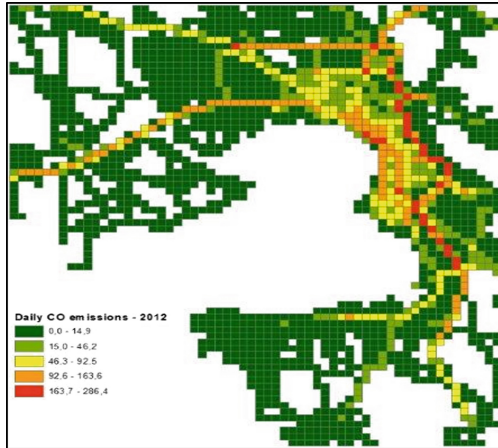 Daily CO emissions - 2012
0,0 - 14,9
15,0 - 46,2
46,3 - 92,5
92,6 - 163,6
163,7 - 286,4